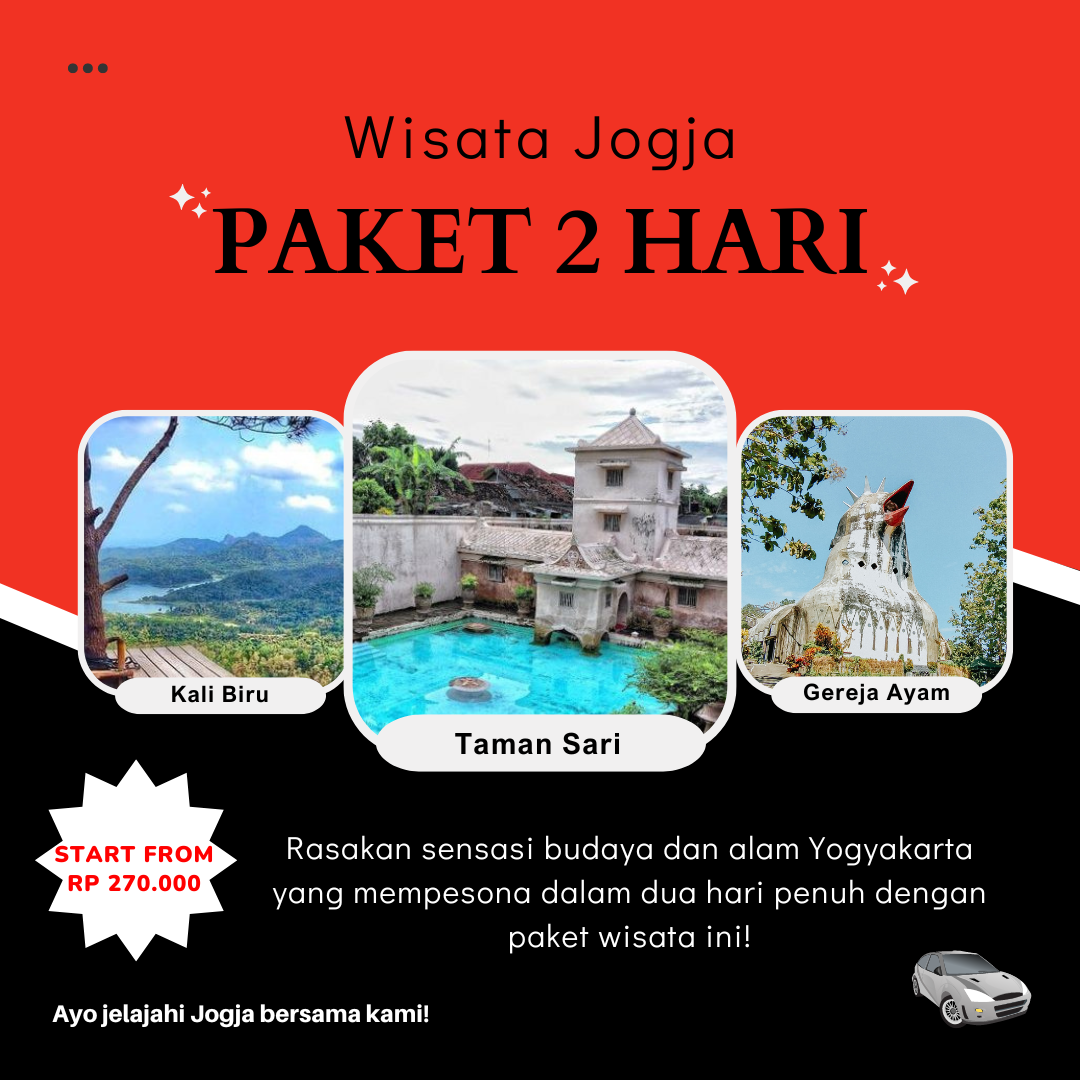 Wisata Jogja
PAKET 2 HARI
Kali Biru
Taman Sari
Gereja Ayam
START FROM
RP 270.000
Rasakan sensasi budaya dan alam Yogyakarta
yang mempesona dalam dua hari penuh dengan
paket wisata ini!
Ayo jelajahi Jogja bersama kami!